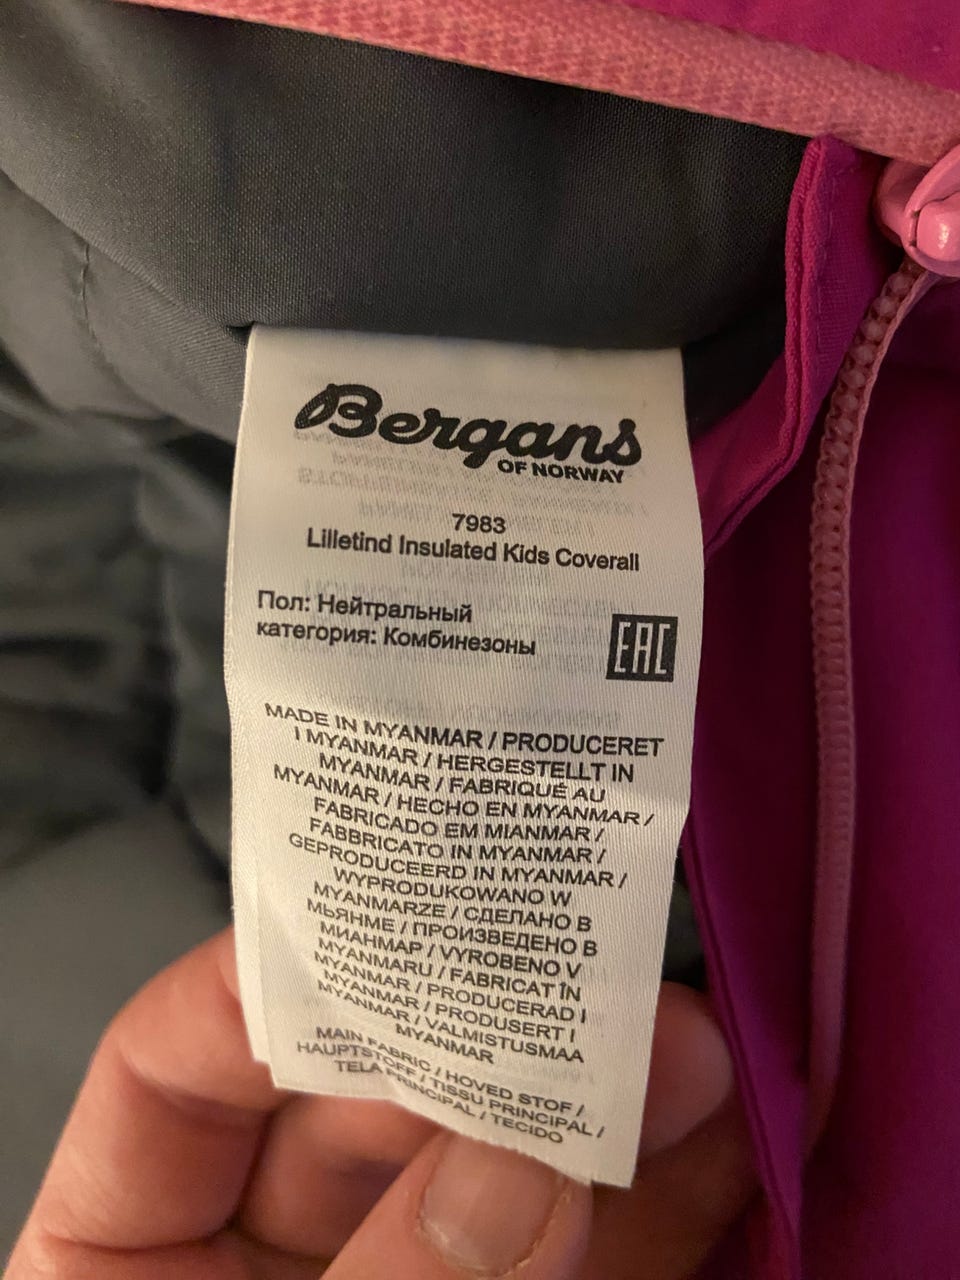 Bergans
OF NORWAY
7983
Lilletind Insulated Kids Coverall
Пол: Нейтральный
категория: Комбинезоны
EAC
MADE IN MYANMAR / PRODUCERET
I MYANMAR / HERGESTELLT IN
MYANMAR / FABRIQUÉ AU
MYANMAR / HECHO EN MYANMAR /
FABRICADO EM MIANMAR /
FABBRICATO IN MYANMAR /
GEPRODUCEERD IN MYANMAR /
WYPRODUKOWANO W
MYANMARZE / СДЕЛАНО В
МЬЯНМЕ / ПРОИЗВЕДЕНО В
МИАНМАР / VYROBENO V
MYANMARU / FABRICAT ÎN
MYANMAR / PRODUCERAD I
MYANMAR / PRODUSERT I
MYANMAR / VALMISTUSMAA
MYANMAR
MAIN FABRIC / HOVED STOF /
HAUPTSTOFF / TISSU PRINCIPAL /
TELA PRINCIPAL / TECIDO